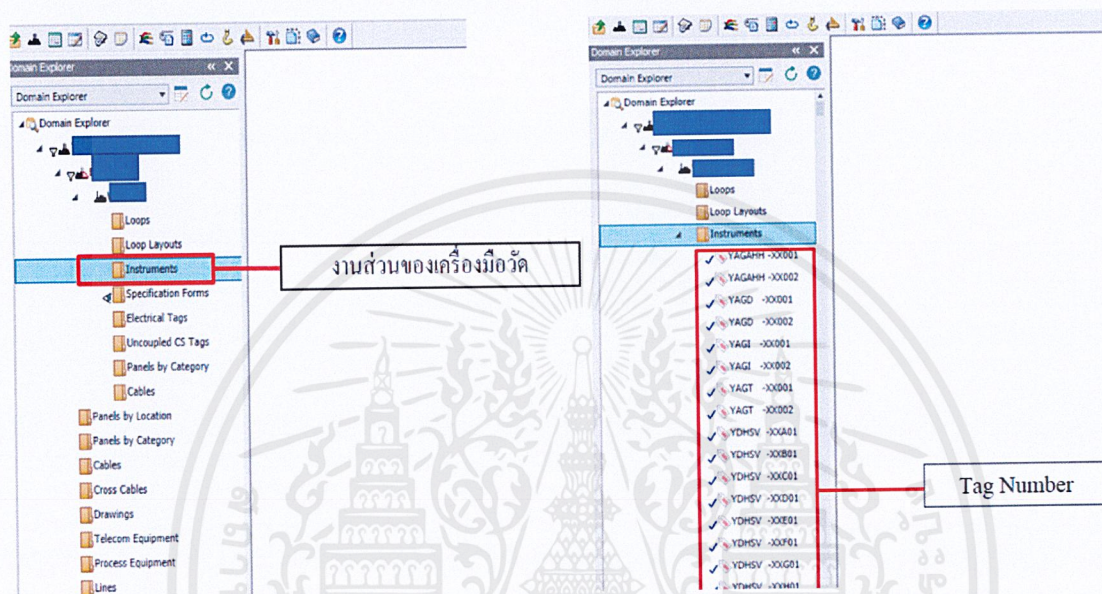 Domain Explorer
Domain Explorer
Loops
Loop Layouts
Instruments
Specification Forms
Electrical Tags
Uncoupled CS Tags
Panels by Category
Cables
Panels by Location
Panels by Category
Cables
Cross Cables
Drawings
Telecom Equipment
Process Equipment
Lines
งานส่วนของเครื่องมือวัด
Domain Explorer
Domain Explorer
Domain Explorer
Loops
Loop Layouts
Instruments
YAGAHH -XX001
YAGAHH -XX002
YAGD -XX001
YAGD -XX002
YAGI -XX001
YAGI -XX002
YAGT -XX001
YAGT -XX002
YDHSV -XXA01
YDHSV -XXB01
YDHSV -XXC01
YDHSV -XXD01
YDHSV -XXE01
YDHSV -XXF01
YDHSV -XXG01
YDHSV -XXH01
Tag Number